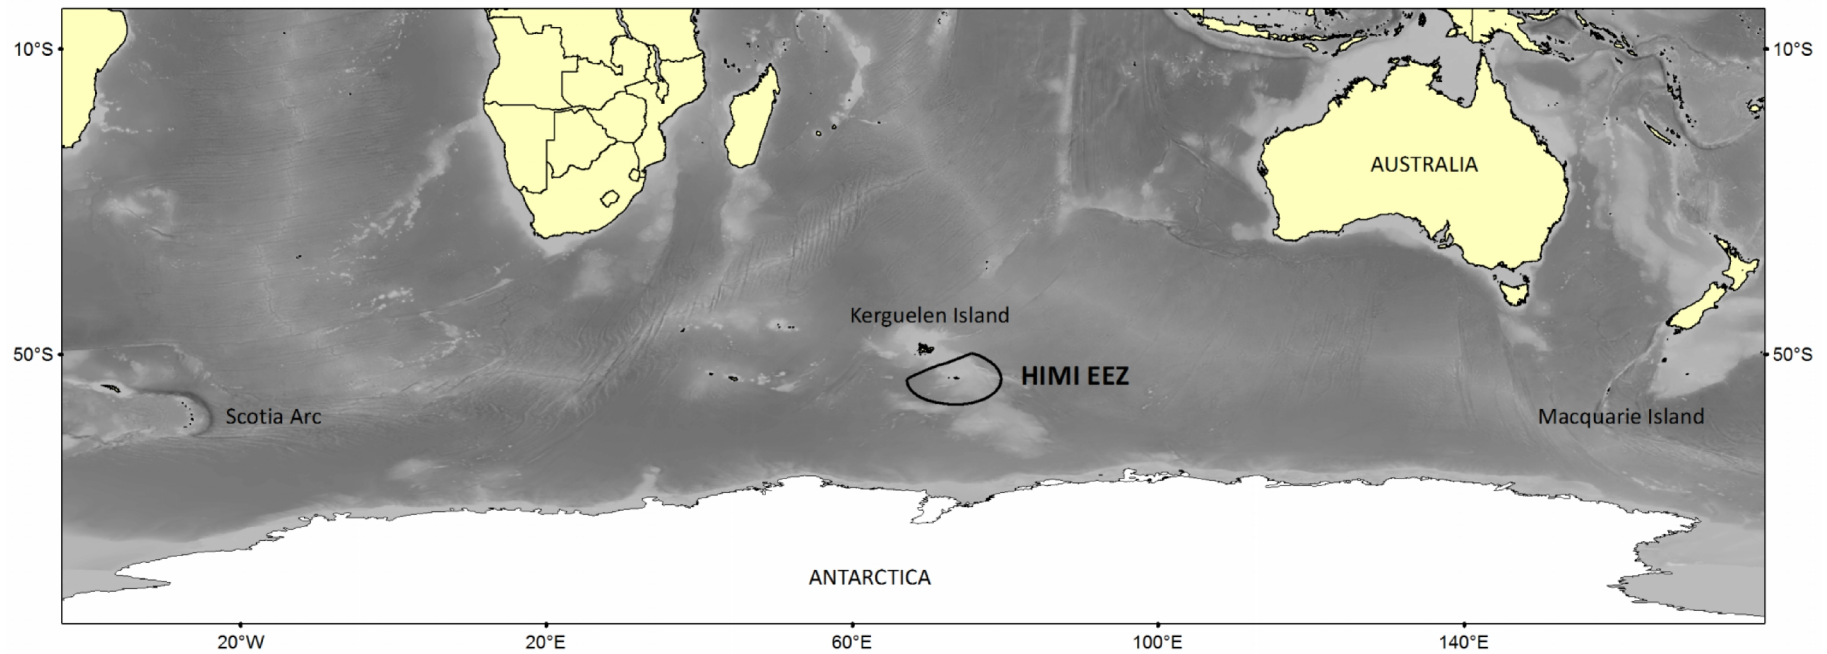 10°S
10°S
AUSTRALIA
Kerguelen Island
50°S
50°S
HIMI EEZ
Scotia Arc
Macquarie Island
ANTARCTICA
20°W
20°E
60°E
100°E
140°E